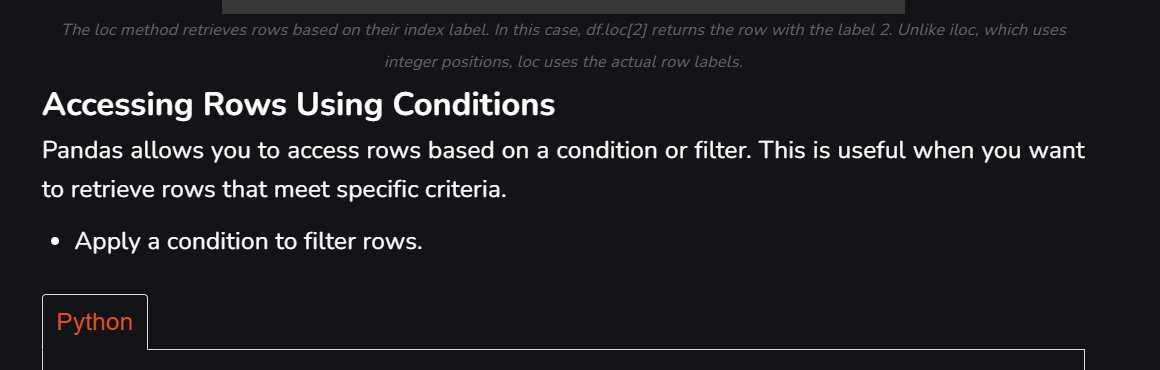 The loc method retrieves rows based on their index label. In this case, df.loc[2] returns the row with the label 2. Unlike iloc, which uses
integer positions, loc uses the actual row labels.
Accessing Rows Using Conditions
Pandas allows you to access rows based on a condition or filter. This is useful when you want
to retrieve rows that meet specific criteria.
• Apply a condition to filter rows.
Python